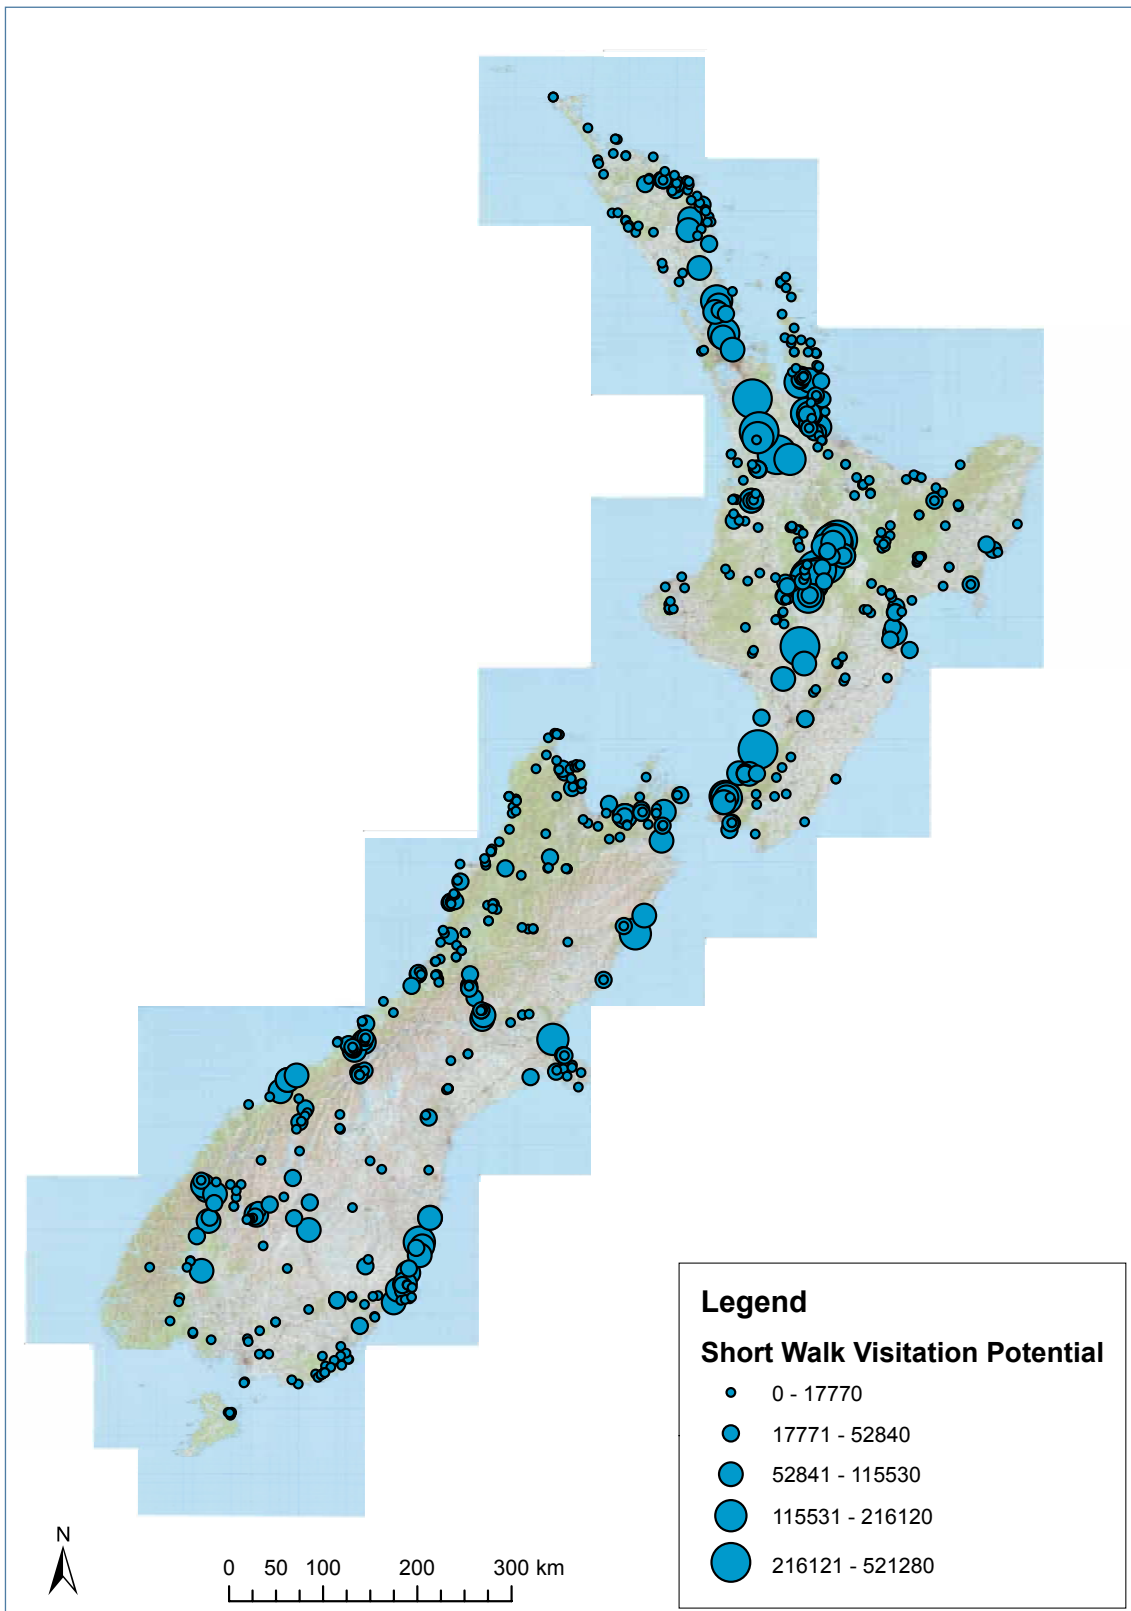 Legend
Short Walk Visitation Potential
0 - 17770
17771 - 52840
52841 - 115530
115531 - 216120
216121 - 521280
N
0 50 100 200 300 km